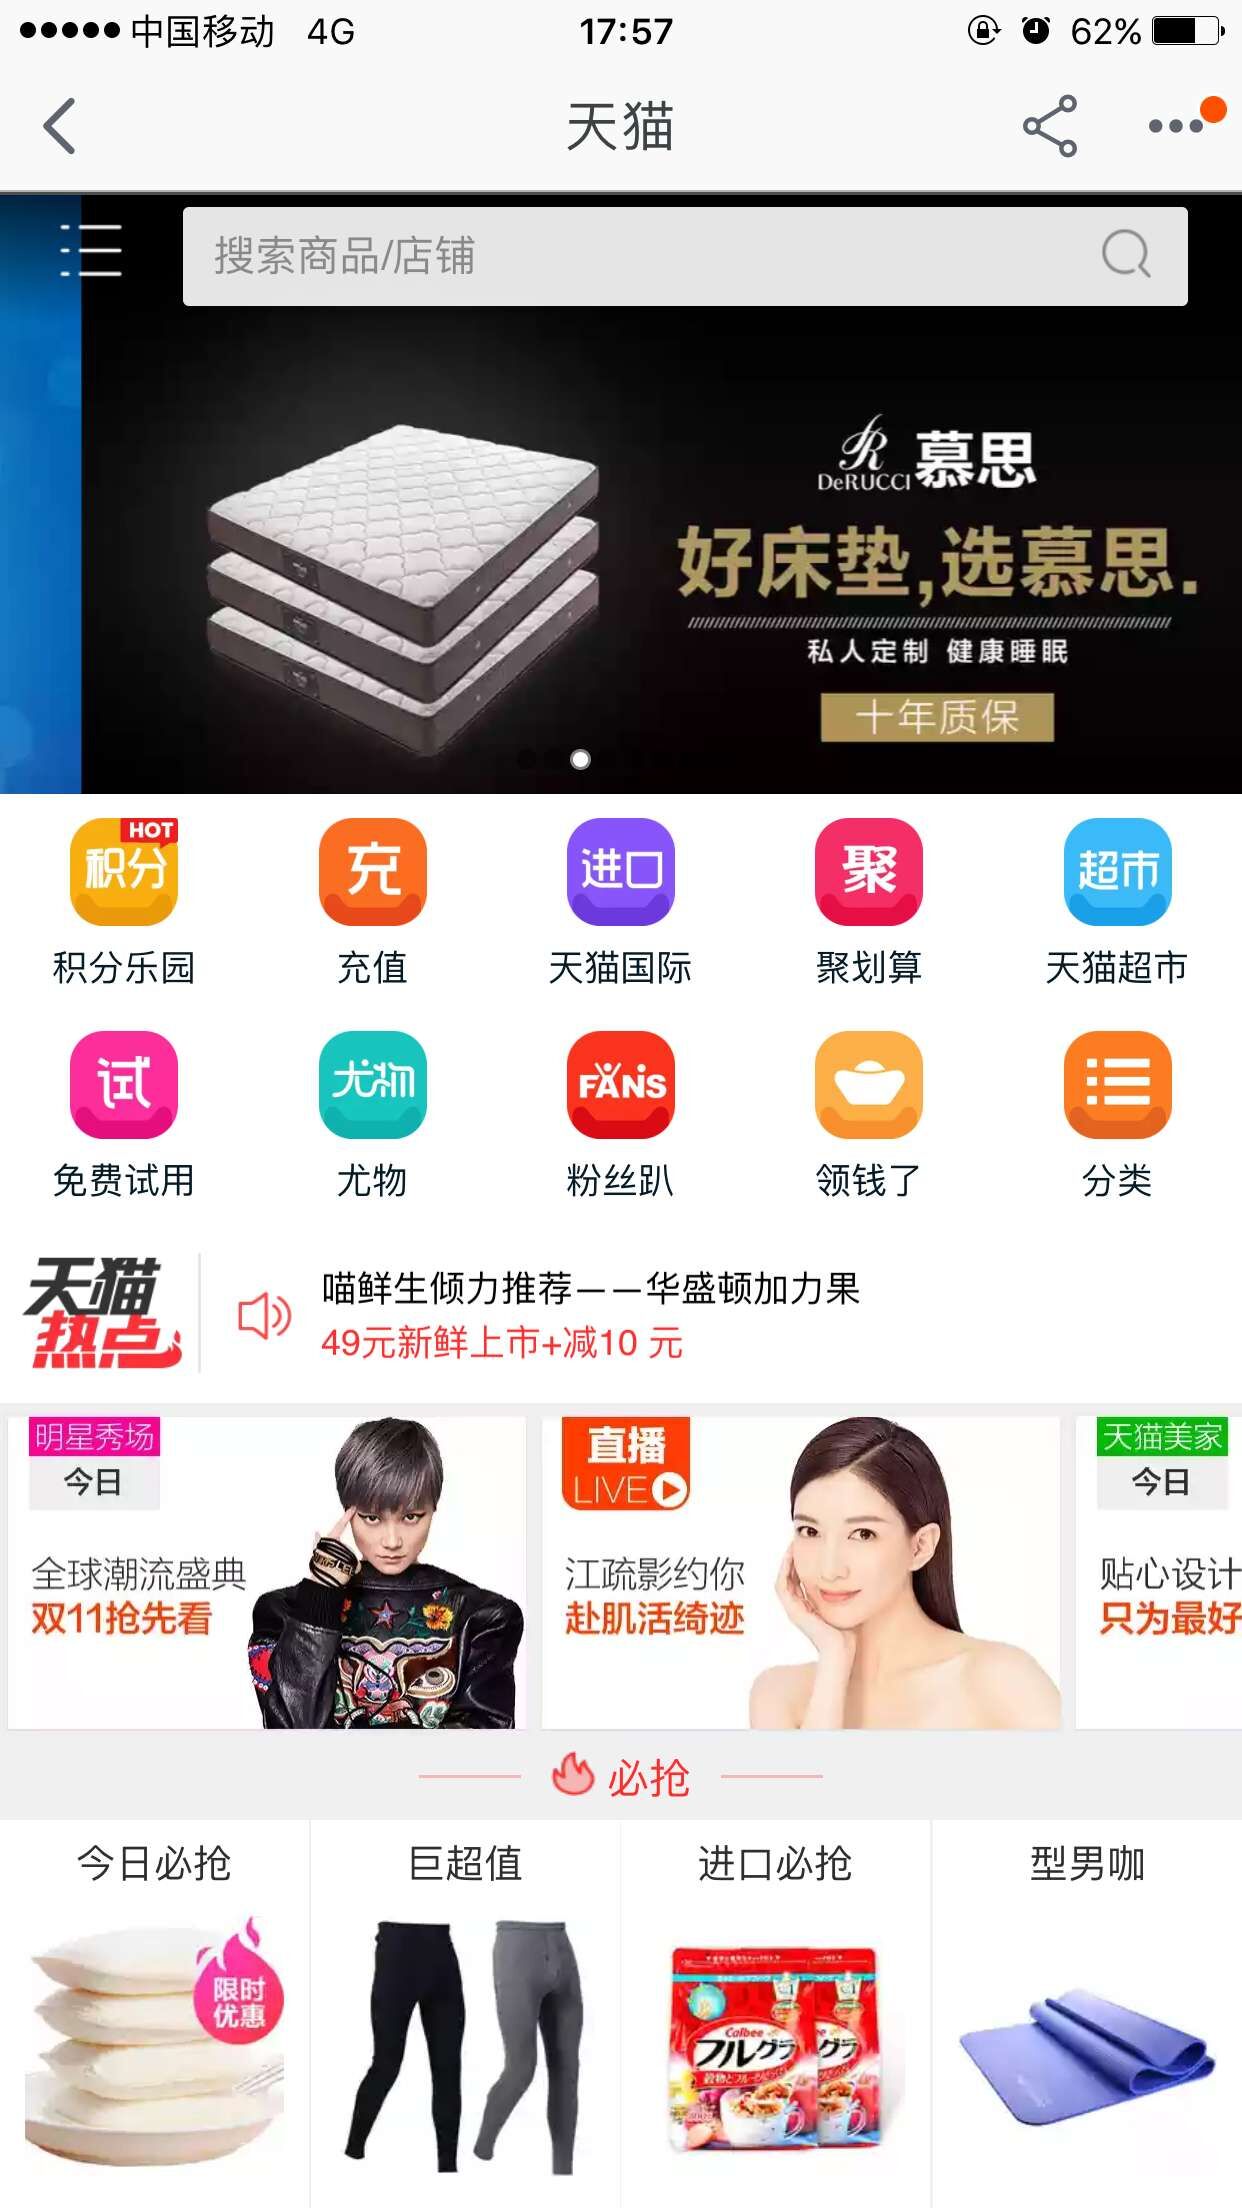 中国移动 4G 17:57 62%
天猫
搜索商品/店铺
DeRUCCI 慕思
好床垫,选慕思.
私人定制 健康睡眠
十年质保
HOT
积分 充 进口 聚 超市
积分乐园 充值 天猫国际 聚划算 天猫超市
试 尤物 FANS
免费试用 尤物 粉丝趴 领钱了 分类
天猫
热点
喵鲜生倾力推荐——华盛顿加力果
49元新鲜上市+减10 元
明星秀场
今日
全球潮流盛典
双11抢先看
直播
LIVE
江疏影约你
赴肌活绮迹
天猫美家
今日
贴心设计
只为最好
必抢
今日必抢 巨超值 进口必抢 型男咖
限时
优惠
Calbee
フルグラ